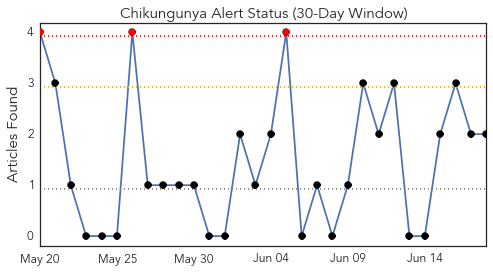 Chikungunya Alert Status (30-Day Window)
Articles Found
4
3
2
1
0
May 20 May 25 May 30 Jun 04 Jun 09 Jun 14